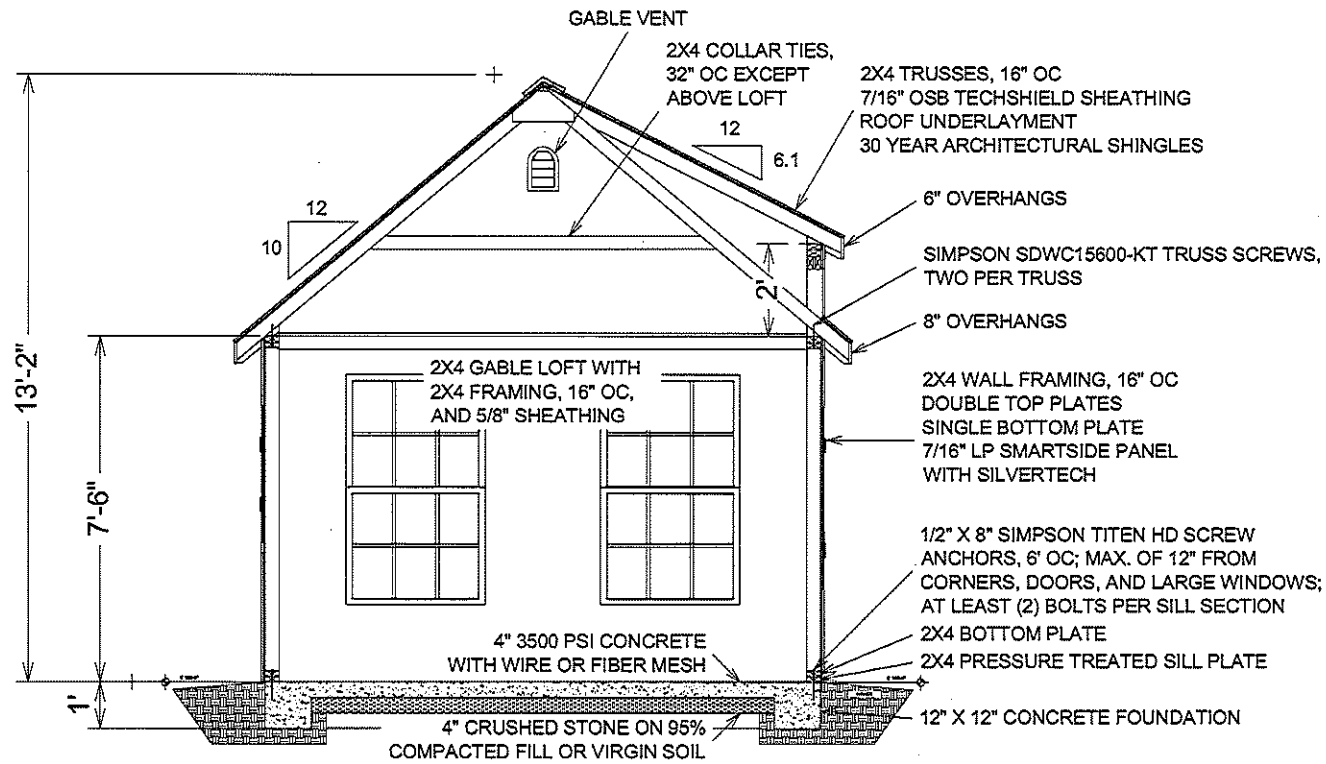 GABLE VENT
2X4 COLLAR TIES,
32" OC EXCEPT
ABOVE LOFT
2X4 TRUSSES, 16" OC
7/16" OSB TECHSHIELD SHEATHING
ROOF UNDERLAYMENT
30 YEAR ARCHITECTURAL SHINGLES
12
6.1
6" OVERHANGS
12
10
SIMPSON SDWC15600-KT TRUSS SCREWS,
TWO PER TRUSS
2'
8" OVERHANGS
13'-2"
2X4 GABLE LOFT WITH
2X4 FRAMING, 16" OC,
AND 5/8" SHEATHING
2X4 WALL FRAMING, 16" OC
DOUBLE TOP PLATES
SINGLE BOTTOM PLATE
7/16" LP SMARTSIDE PANEL
WITH SILVERTECH
7'-6"
1/2" X 8" SIMPSON TITEN HD SCREW
ANCHORS, 6' OC; MAX. OF 12" FROM
CORNERS, DOORS, AND LARGE WINDOWS;
AT LEAST (2) BOLTS PER SILL SECTION
4" 3500 PSI CONCRETE
WITH WIRE OR FIBER MESH
2X4 BOTTOM PLATE
2X4 PRESSURE TREATED SILL PLATE
1'
12" X 12" CONCRETE FOUNDATION
4" CRUSHED STONE ON 95%
COMPACTED FILL OR VIRGIN SOIL